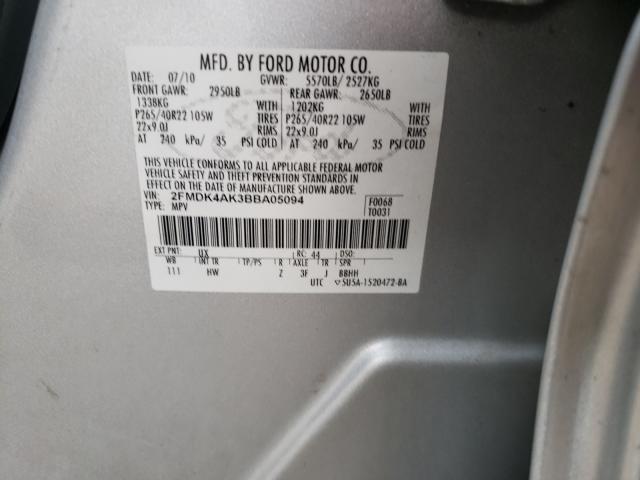 MFD. BY FORD MOTOR CO.
DATE: 07/10 GVWR: 5570LB/ 2527KG
FRONT GAWR: 2950LB REAR GAWR: 2650LB
1338KG WITH 1202KG WITH
P265/40R22 105W TIRES P265/40R22 105W TIRES
22x9.0J RIMS 22x9.0J RIMS
AT 240 kPa/ 35 PSI COLD AT 240 kPa/ 35 PSI COLD
THIS VEHICLE CONFORMS TO ALL APPLICABLE FEDERAL MOTOR
VEHICLE SAFETY AND THEFT PREVENTION STANDARDS IN
EFFECT ON THE DATE OF MANUFACTURE SHOWN ABOVE.
VIN: 2FMDK4AK3BBA05094 F0068
TYPE: MPV T0031
EXT PNT: UX RC: 44 DSO:
WB INT TR TP/PS R AXLE TR SPR
111 HW Z 3F J BBHH
UTC ▽5U5A-1520472-BA